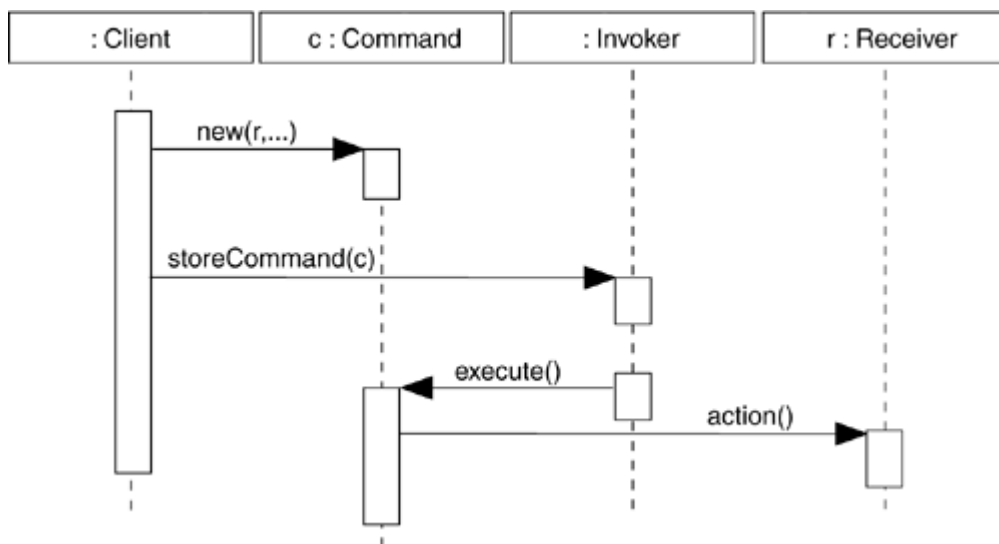 : Client
c : Command
: Invoker
r : Receiver
new(r,...)
storeCommand(c)
execute()
action()